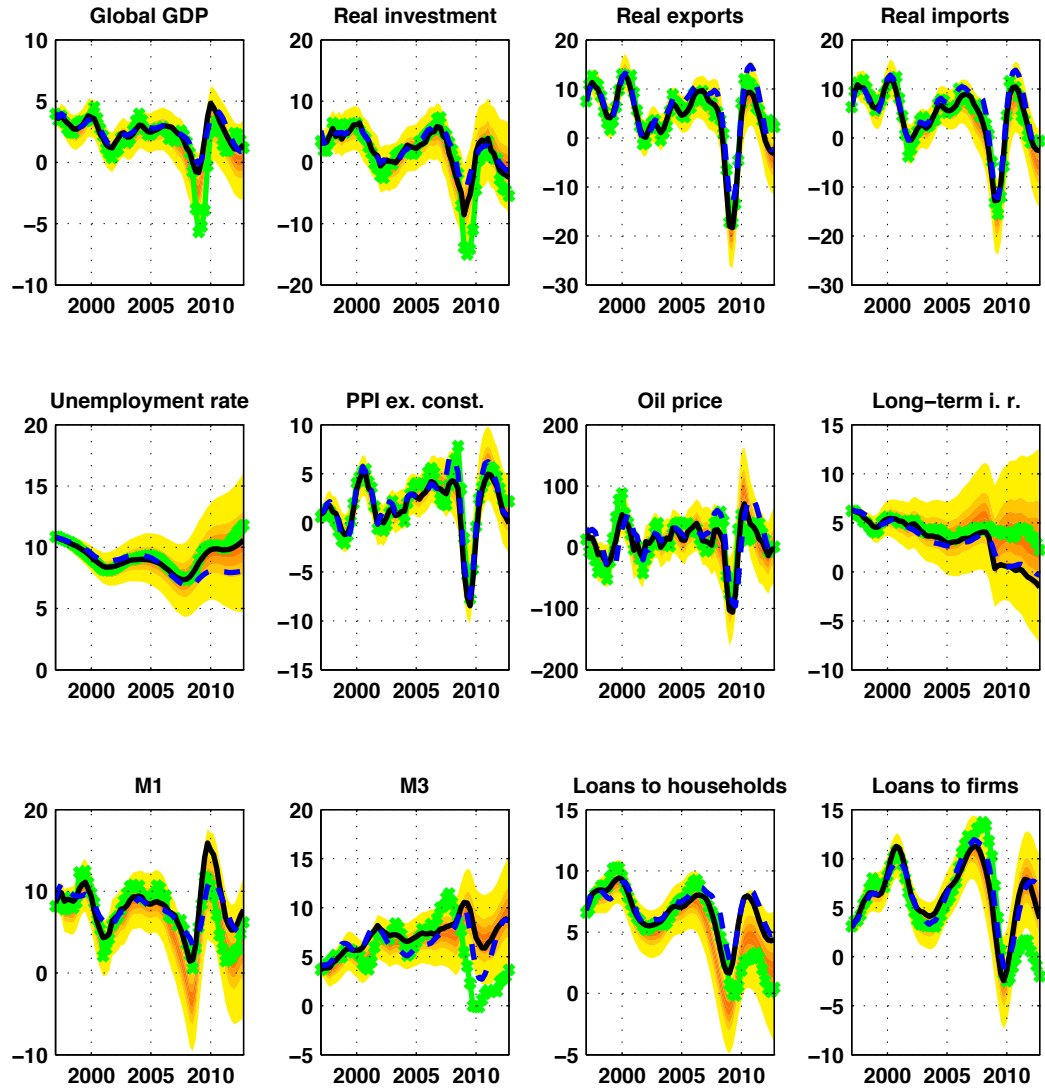 Global GDP
10
5
0
−5
−10
2000 2005 2010
Real investment
20
10
0
−10
−20
2000 2005 2010
Real exports
20
10
0
−10
−20
−30
2000 2005 2010
Real imports
20
10
0
−10
−20
−30
2000 2005 2010
Unemployment rate
20
15
10
5
0
2000 2005 2010
PPI ex. const.
10
5
0
−5
−10
−15
2000 2005 2010
Oil price
200
100
0
−100
−200
2000 2005 2010
Long−term i. r.
15
10
5
0
−5
−10
2000 2005 2010
M1
20
10
0
−10
2000 2005 2010
M3
20
15
10
5
0
−5
2000 2005 2010
Loans to households
15
10
5
0
−5
2000 2005 2010
Loans to firms
15
10
5
0
−5
−10
2000 2005 2010